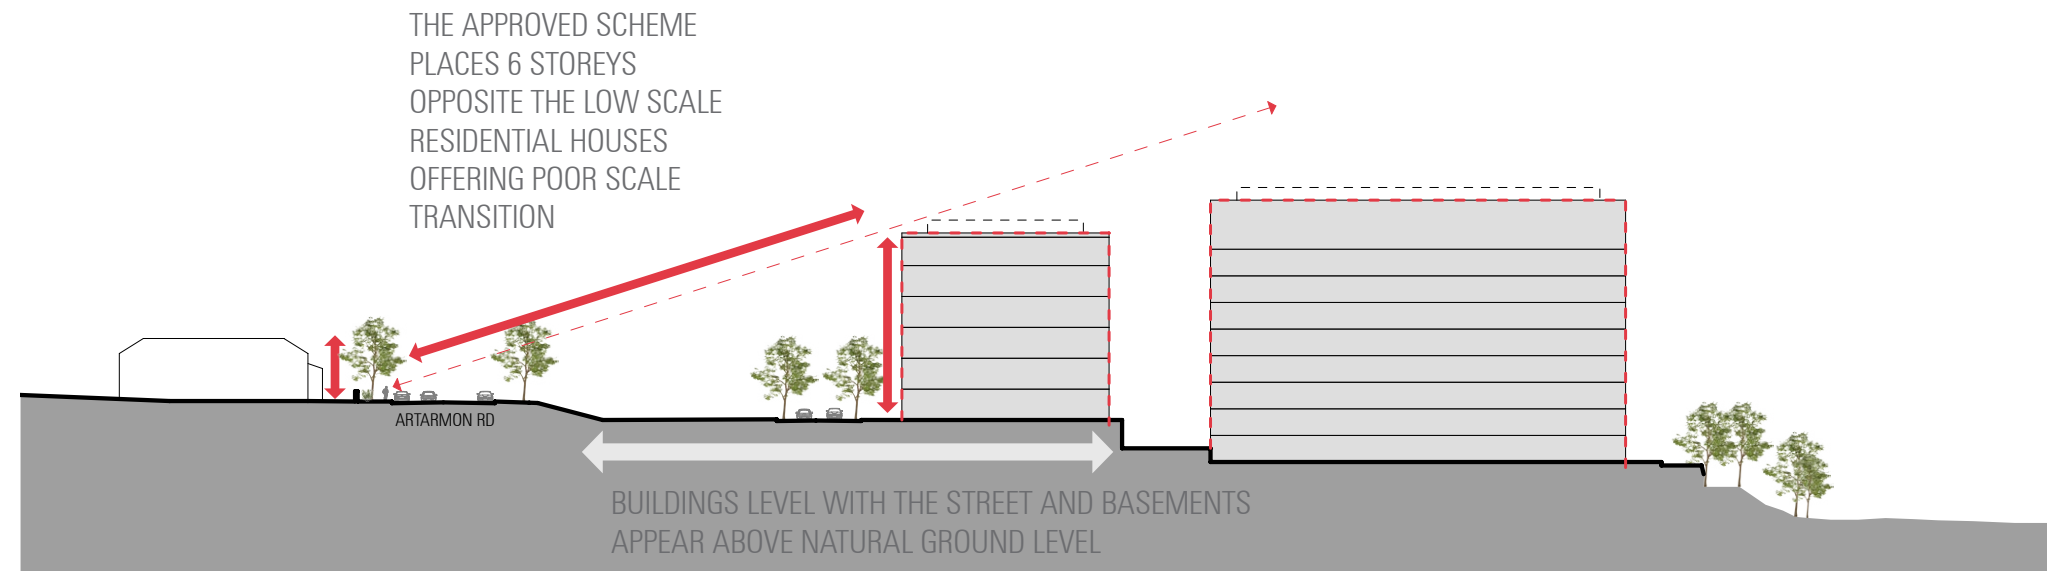 THE APPROVED SCHEME
PLACES 6 STOREYS
OPPOSITE THE LOW SCALE
RESIDENTIAL HOUSES
OFFERING POOR SCALE
TRANSITION
ARTARMON RD
BUILDINGS LEVEL WITH THE STREET AND BASEMENTS
APPEAR ABOVE NATURAL GROUND LEVEL